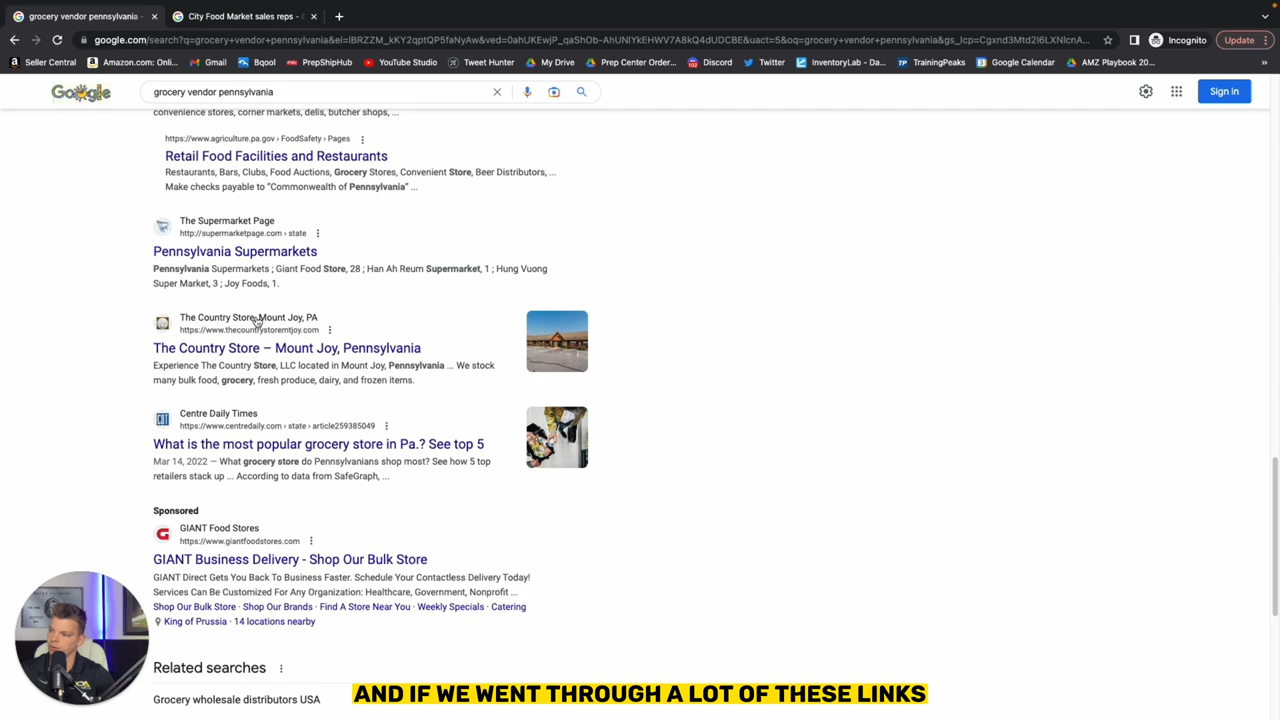 grocery vendor pennsylvania -
City Food Market sales reps -
google.com/search?q=grocery+vendor+pennsylvania&ei=IBRZZM_kKY2qptQP5faNyAw&ved=0ahUKEwjP_qaShOb-AhUNlYkEHWV7A8kQ4dUDCBE&uact=5&oq=grocery+vendor+pennsylvania&gs_lcp=Cgxnd3Mtd2l6LXNlcnA...
Incognito
Update
Seller Central
Amazon.com: Onli...
Gmail
Bqool
PrepShipHub
YouTube Studio
Tweet Hunter
My Drive
Prep Center Order...
Discord
Twitter
InventoryLab - Da...
TrainingPeaks
Google Calendar
AMZ Playbook 20...
Google
grocery vendor pennsylvania
Sign in
convenience stores, corner markets, delis, butcher shops, ...
https://www.agriculture.pa.gov › FoodSafety › Pages
Retail Food Facilities and Restaurants
Restaurants, Bars, Clubs, Food Auctions, Grocery Stores, Convenient Store, Beer Distributors, ...
Make checks payable to “Commonwealth of Pennsylvania” ...
The Supermarket Page
http://supermarketpage.com › state
Pennsylvania Supermarkets
Pennsylvania Supermarkets ; Giant Food Store, 28 ; Han Ah Reum Supermarket, 1 ; Hung Vuong
Super Market, 3 ; Joy Foods, 1.
The Country Store Mount Joy, PA
https://www.thecountrystoremtjoy.com
The Country Store – Mount Joy, Pennsylvania
Experience The Country Store, LLC located in Mount Joy, Pennsylvania ... We stock
many bulk food, grocery, fresh produce, dairy, and frozen items.
Centre Daily Times
https://www.centredaily.com › state › article259385049
What is the most popular grocery store in Pa.? See top 5
Mar 14, 2022 — What grocery store do Pennsylvanians shop most? See how 5 top
retailers stack up ... According to data from SafeGraph, ...
Sponsored
GIANT Food Stores
https://www.giantfoodstores.com
GIANT Business Delivery - Shop Our Bulk Store
GIANT Direct Gets You Back To Business Faster. Schedule Your Contactless Delivery Today!
Services Can be Customized For Any Organization: Healthcare, Government, Nonprofit ...
Shop Our Bulk Store · Shop Our Brands · Find A Store Near You · Weekly Specials · Catering
King of Prussia · 14 locations nearby
Related searches
Grocery wholesale distributors USA
AND IF WE WENT THROUGH A LOT OF THESE LINKS